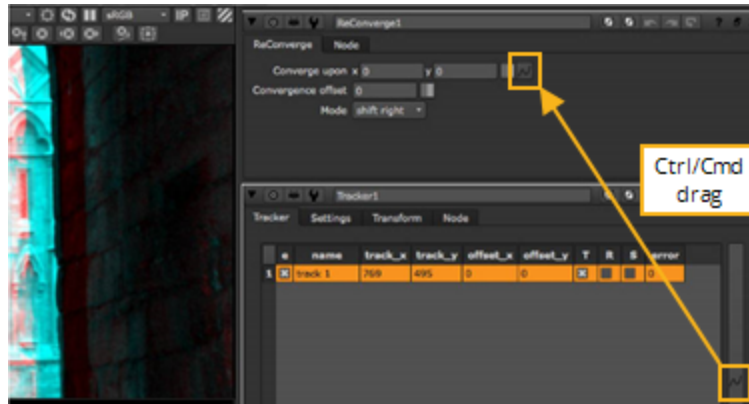 sRGB IP
ReConverge1
ReConverge Node
Converge upon x 0 y 0
Convergence offset 0
Mode shift right
Ctrl/Cmd
drag
Tracker1
Tracker Settings Transform Node
e name track_x track_y offset_x offset_y T R S error
1 track 1 769 495 0 0 0